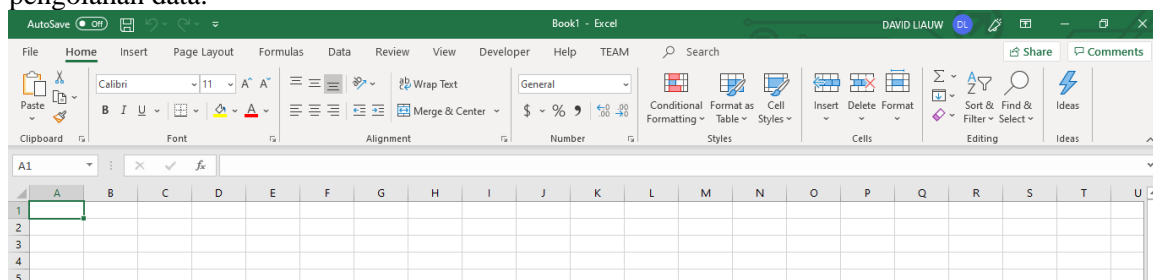 pengolahan data.
AutoSave Off Book1 - Excel DAVID LIAUW DL
File Home Insert Page Layout Formulas Data Review View Developer Help TEAM Search Share Comments
Calibri 11 A^ Aˇ Wrap Text General Conditional Format as Cell Insert Delete Format Sort & Find & Ideas
Paste B I U A Merge & Center $ % 9 .00 Formatting Table Styles Filter Select
Clipboard Font Alignment Number Styles Cells Editing Ideas
A1 fx
A B C D E F G H I J K L M N O P Q R S T U
1
2
3
4
5